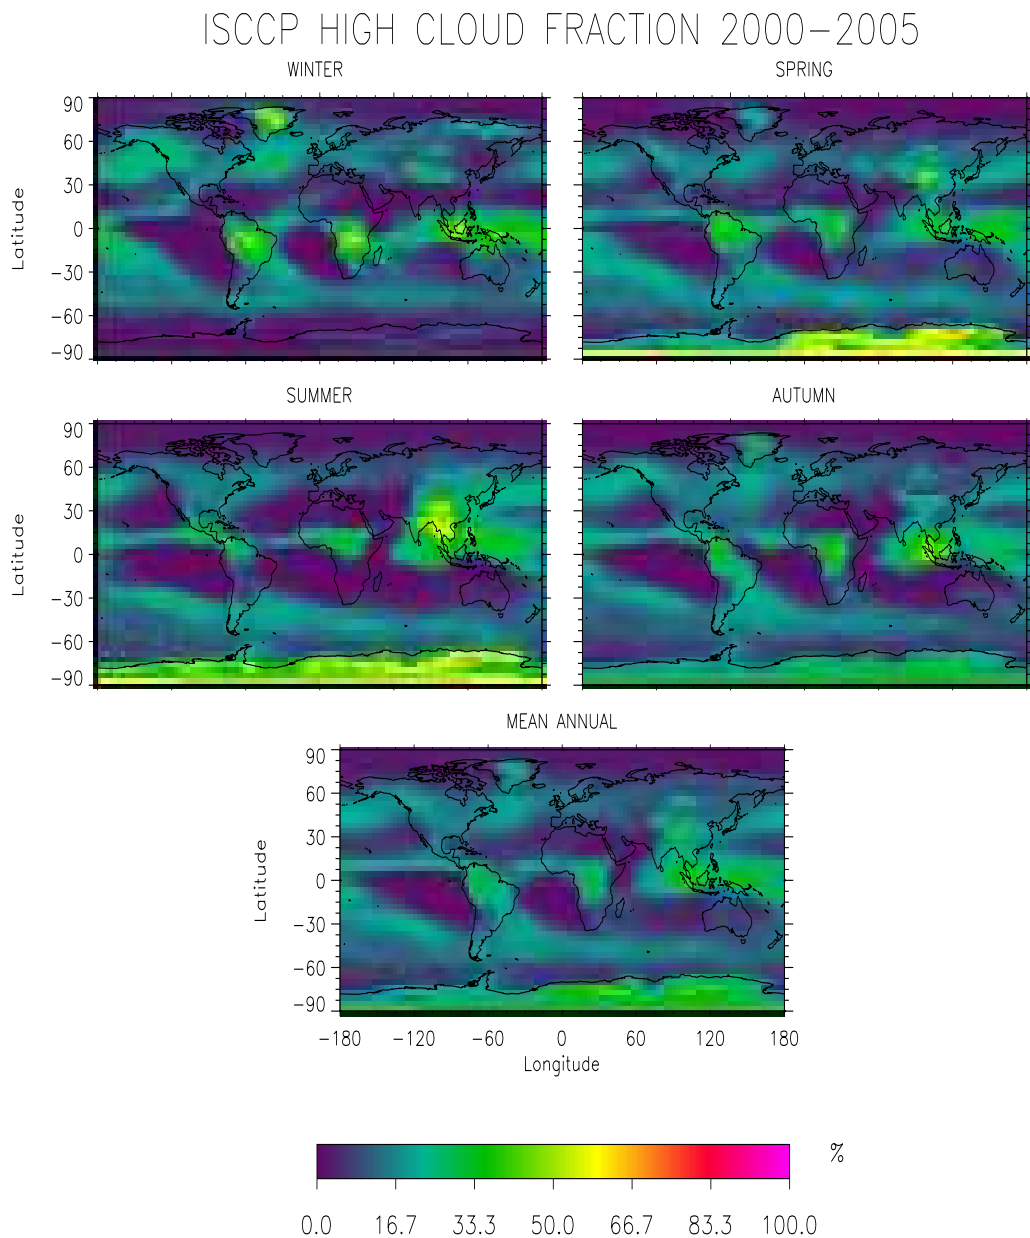 ISCCP HIGH CLOUD FRACTION 2000-2005
WINTER
SPRING
90
60
30
0
-30
-60
-90
Latitude
SUMMER
AUTUMN
90
60
30
0
-30
-60
-90
Latitude
MEAN ANNUAL
90
60
30
0
-30
-60
-90
Latitude
-180 -120 -60 0 60 120 180
Longitude
%
0.0 16.7 33.3 50.0 66.7 83.3 100.0